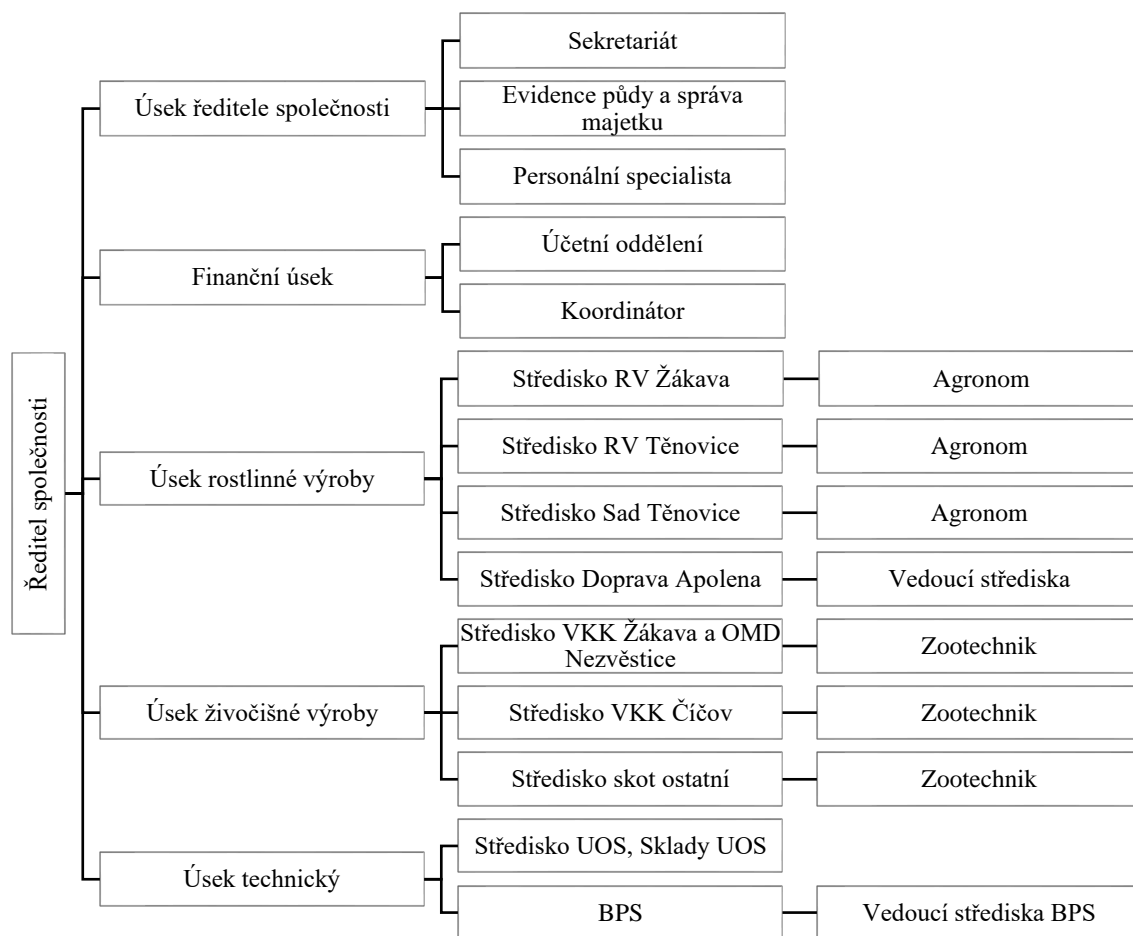 Ředitel společnosti
Úsek ředitele společnosti
Sekretariát
Evidence půdy a správa
majetku
Personální specialista
Finanční úsek
Účetní oddělení
Koordinátor
Úsek rostlinné výroby
Středisko RV Žákava
Agronom
Středisko RV Těnovice
Agronom
Středisko Sad Těnovice
Agronom
Středisko Doprava Apolena
Vedoucí střediska
Úsek živočišné výroby
Středisko VKK Žákava a OMD
Nezvěstice
Zootechnik
Středisko VKK Číčov
Zootechnik
Středisko skot ostatní
Zootechnik
Úsek technický
Středisko UOS, Sklady UOS
BPS
Vedoucí střediska BPS